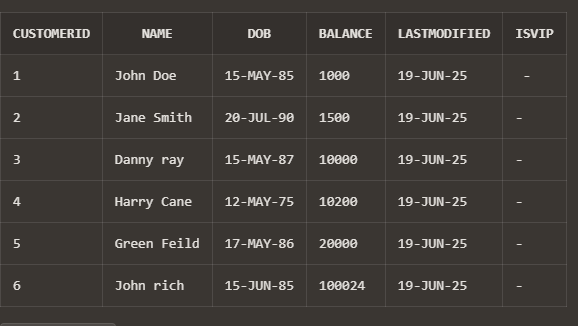 CUSTOMERID NAME DOB BALANCE LASTMODIFIED ISVIP
1 John Doe 15-MAY-85 1000 19-JUN-25 -
2 Jane Smith 20-JUL-90 1500 19-JUN-25 -
3 Danny ray 15-MAY-87 10000 19-JUN-25 -
4 Harry Cane 12-MAY-75 10200 19-JUN-25 -
5 Green Feild 17-MAY-86 20000 19-JUN-25 -
6 John rich 15-JUN-85 100024 19-JUN-25 -